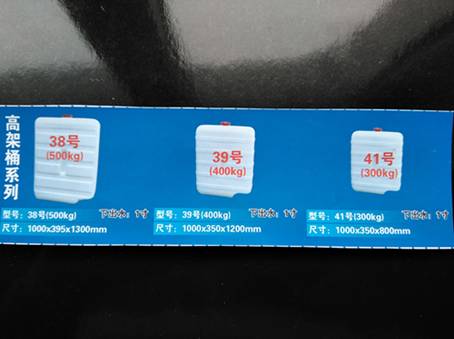 高架桶系列
38号
(500kg)
39号
(400kg)
41号
(300kg)
型号：38号(500kg) 下出水：1寸
尺寸：1000x395x1300mm
型号：39号(400kg) 下出水：1寸
尺寸：1000x350x1200mm
型号：41号(300kg) 下出水：1寸
尺寸：1000x350x800mm